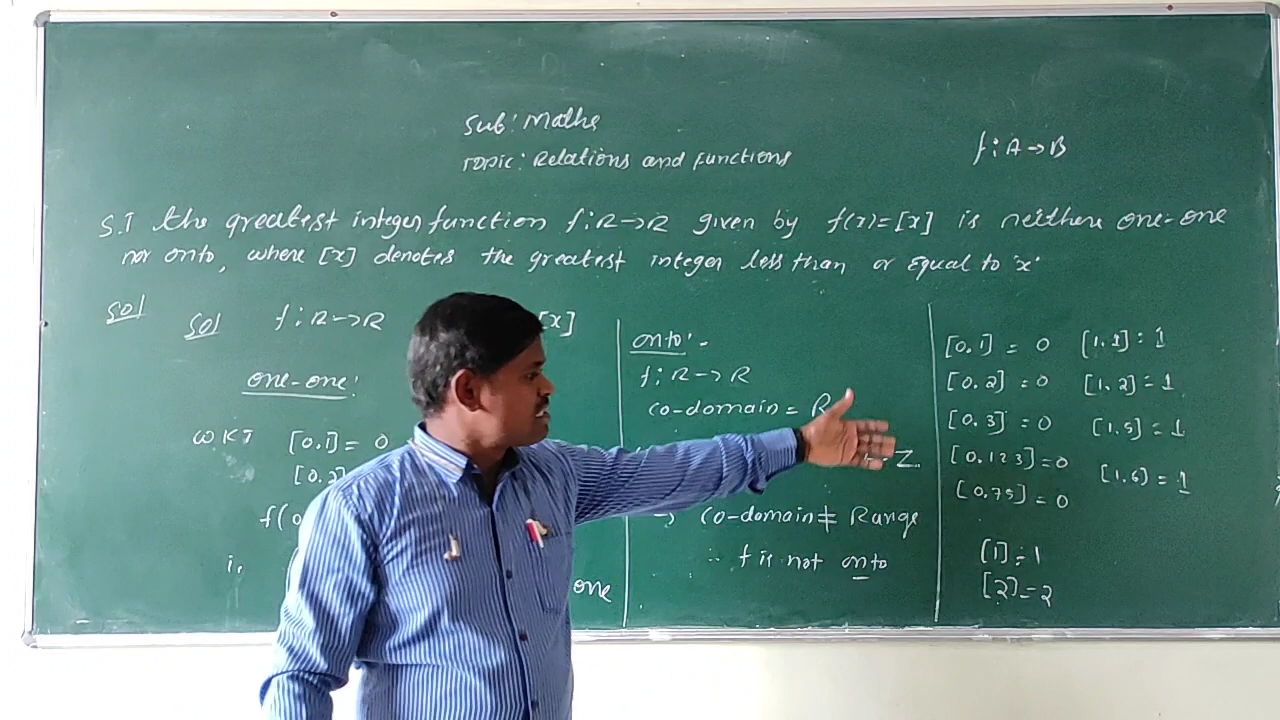 Sub: Maths
Topic: Relations and Functions
f: A → B
S.T the greatest integer function f: R → R given by f(x) = [x] is neithere one-one
nor onto, where [x] denotes the greatest integer less than or equal to 'x'
Sol
Sol f: R → R [x]
one-one:
WKT [0.1] = 0
[0.2]
f(0
one
onto:-
f: R → R
co-domain = R
Z
→ co-domain ≠ Range
∴ f is not onto
[0.1] = 0 [1.1] = 1
[0.2] = 0 [1.2] = 1
[0.3] = 0 [1.5] = 1
[0.123] = 0 [1.6] = 1
[0.75] = 0
[1] = 1
[2] = 2